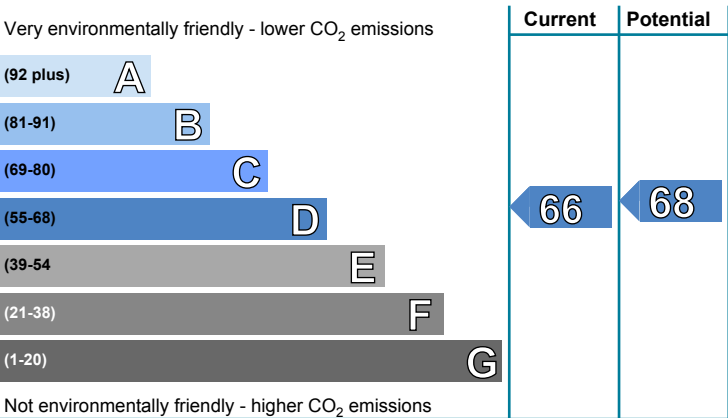 Very environmentally friendly - lower CO₂ emissions
Current Potential
(92 plus) A
(81-91) B
(69-80) C
(55-68) D
66 68
(39-54 E
(21-38) F
(1-20) G
Not environmentally friendly - higher CO₂ emissions